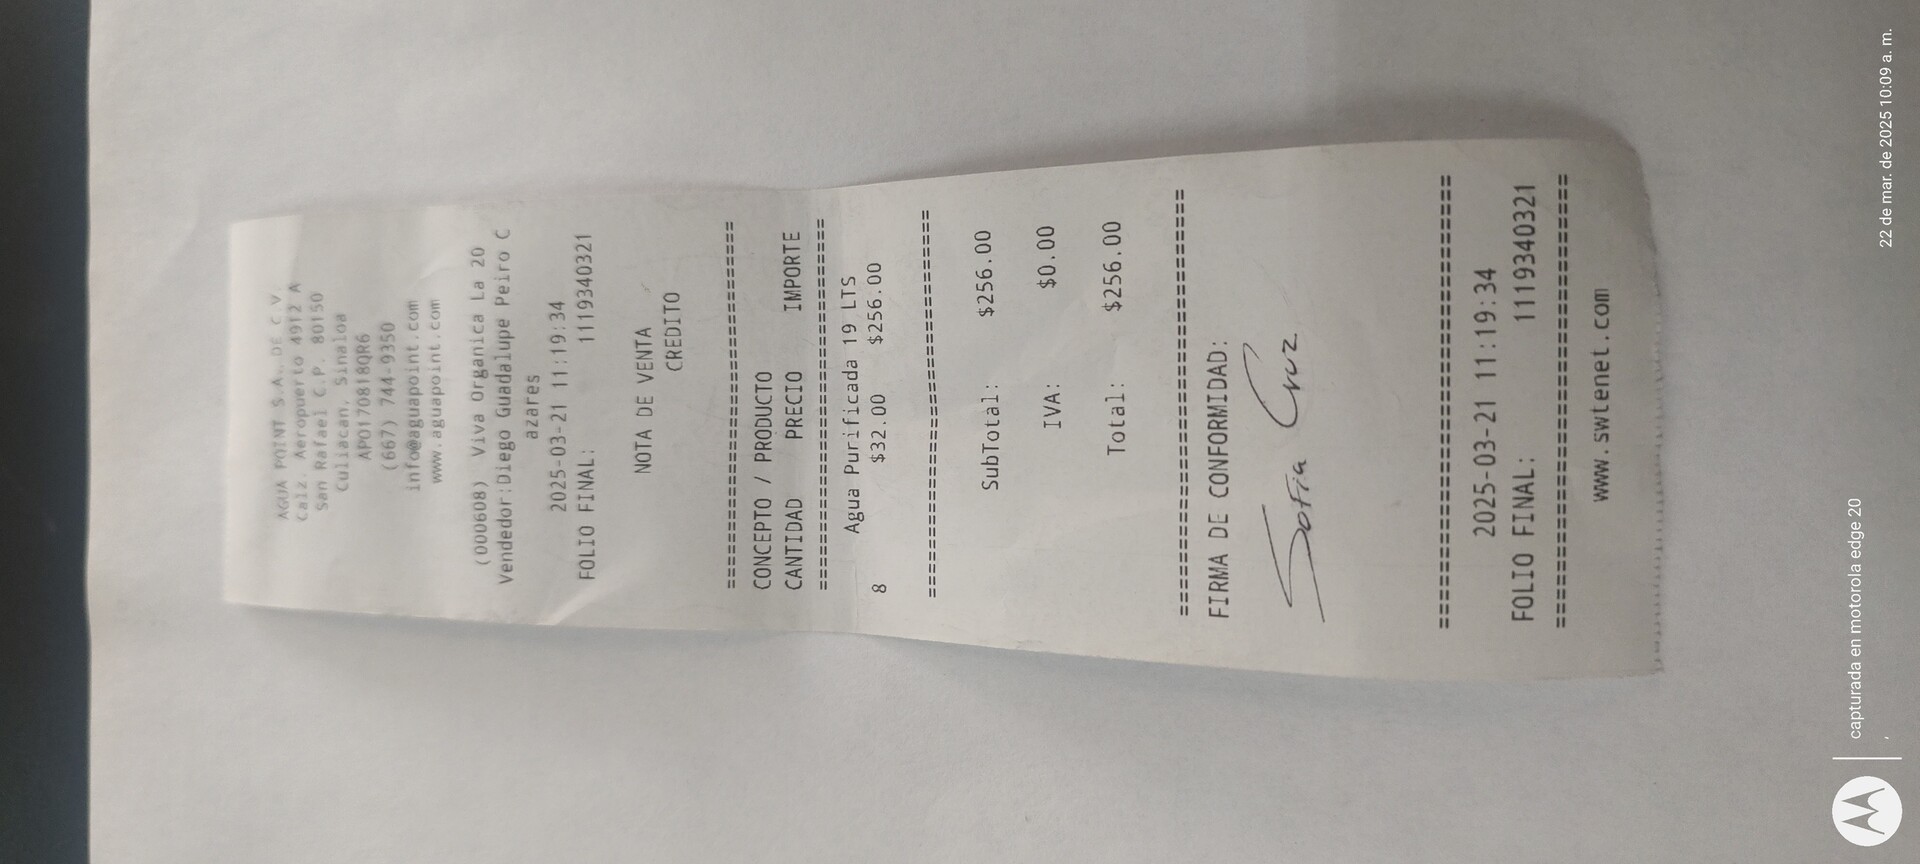 AGUA POINT S.A. DE C.V.
Calz. Aeropuerto 4912 A
San Rafael C.P. 80150
Culiacan, Sinaloa
APO170818QR6
(667) 744-9350
info@aguapoint.com
www.aguapoint.com
(000608) Viva Organica La 20
Vendedor:Diego Guadalupe Peiro C
azares
2025-03-21 11:19:34
FOLIO FINAL: 1119340321
NOTA DE VENTA
CREDITO
================================
CONCEPTO / PRODUCTO
CANTIDAD PRECIO IMPORTE
================================
Agua Purificada 19 LTS
8 $32.00 $256.00
================================
SubTotal: $256.00
IVA: $0.00
Total: $256.00
================================
FIRMA DE CONFORMIDAD:
Sofia Cruz
================================
2025-03-21 11:19:34
FOLIO FINAL: 1119340321
================================
www.swtenet.com
capturada en motorola edge 20
,
22 de mar. de 2025 10:09 a. m.